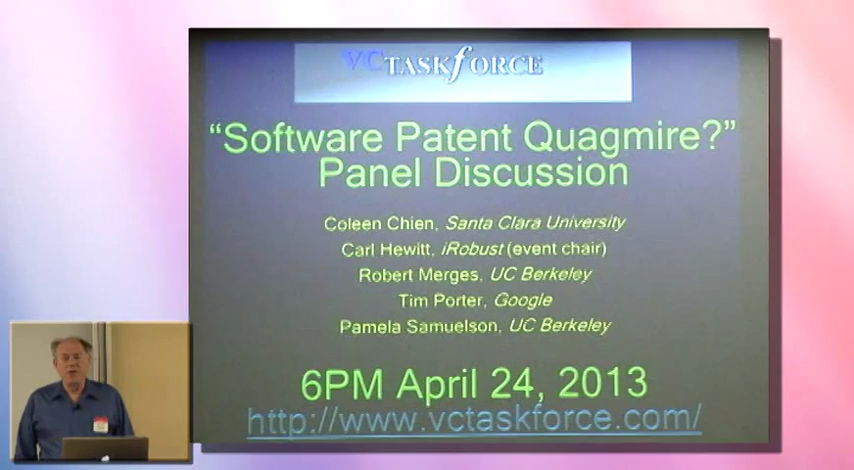 VCTASKFORCE
“Software Patent Quagmire?”
Panel Discussion
Coleen Chien, Santa Clara University
Carl Hewitt, iRobust (event chair)
Robert Merges, UC Berkeley
Tim Porter, Google
Pamela Samuelson, UC Berkeley
6PM April 24, 2013
http://www.vctaskforce.com/